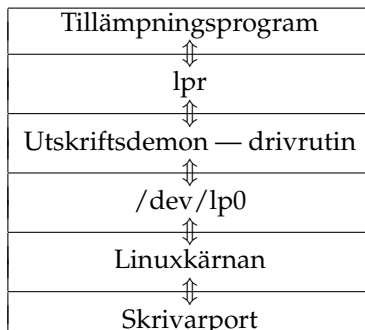 Tillämpningsprogram
lpr
Utskriftsdemon — drivrutin
/dev/lp0
Linuxkärnan
Skrivarport